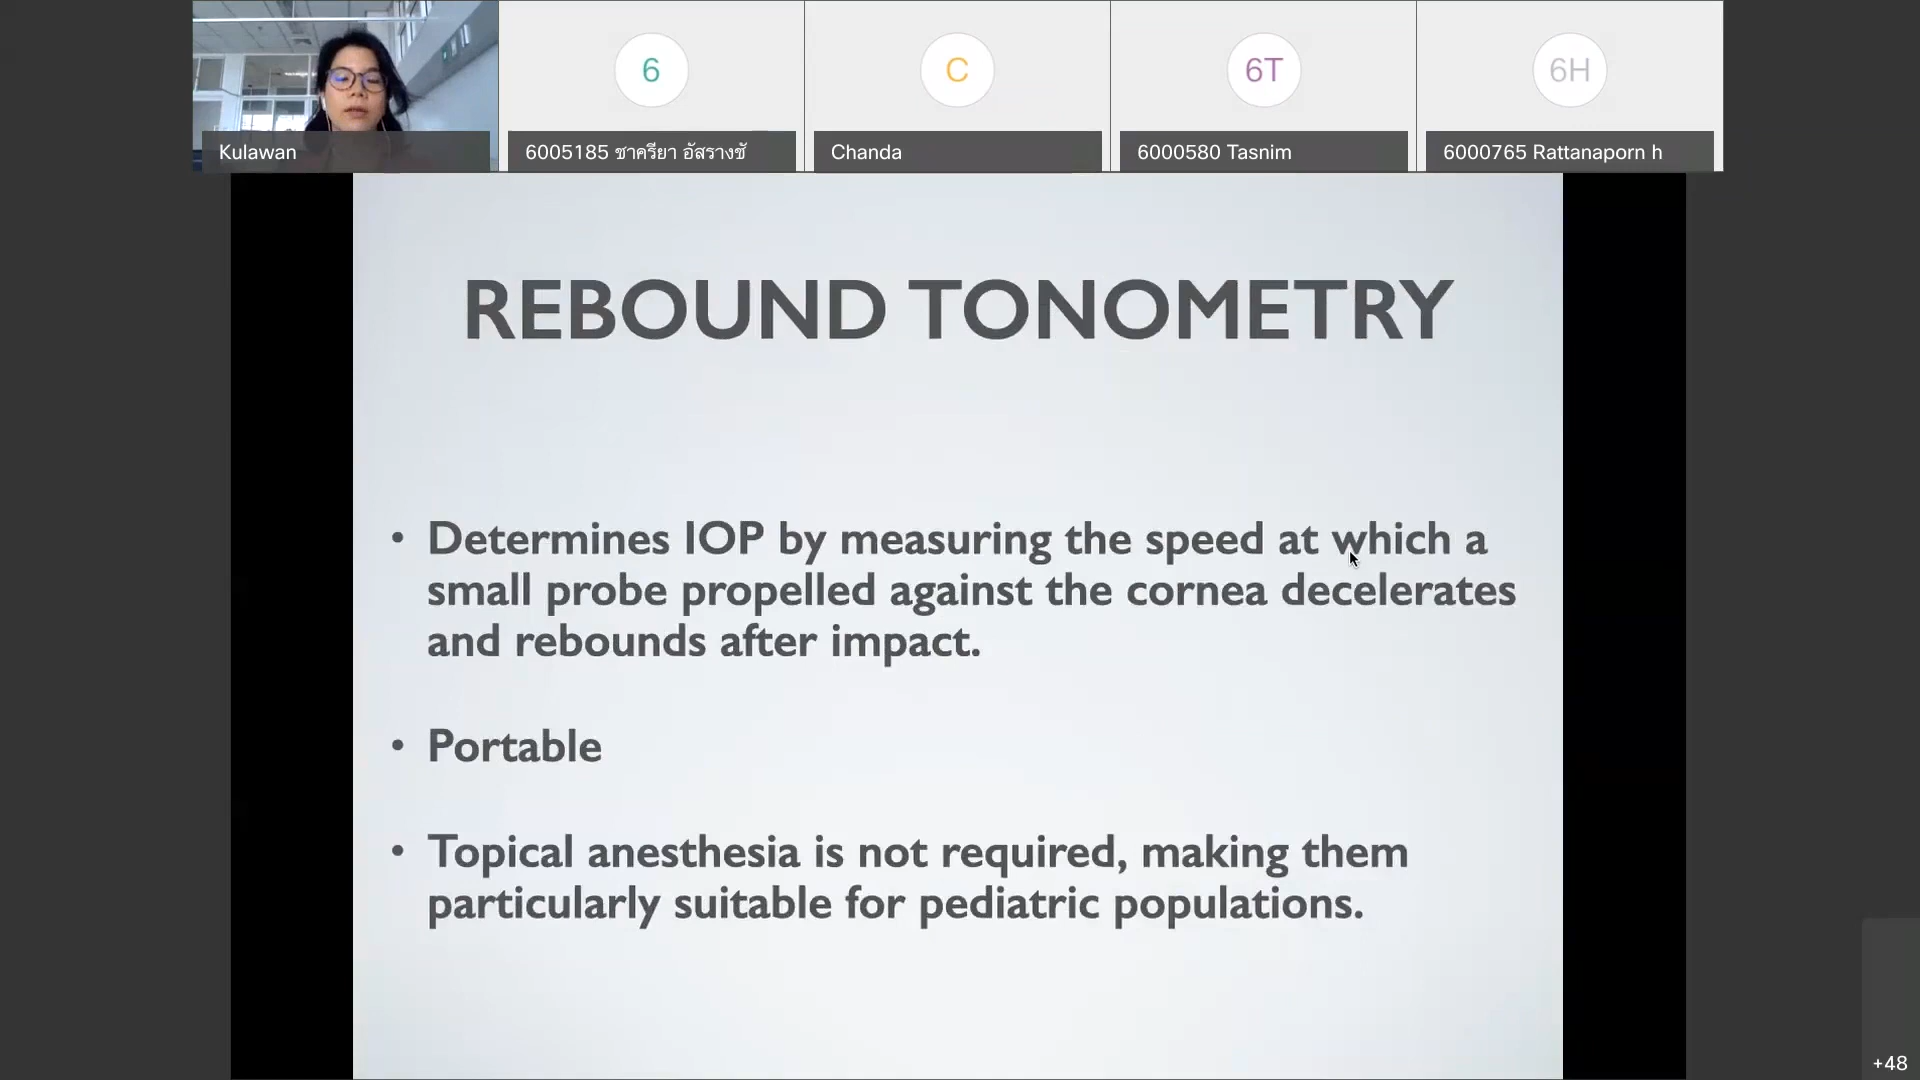 6
C
6T
6H
Kulawan
6005185 ชาครียา อัสรางชั
Chanda
6000580 Tasnim
6000765 Rattanaporn h
REBOUND TONOMETRY
• Determines IOP by measuring the speed at which a
small probe propelled against the cornea decelerates
and rebounds after impact.
• Portable
• Topical anesthesia is not required, making them
particularly suitable for pediatric populations.
+48